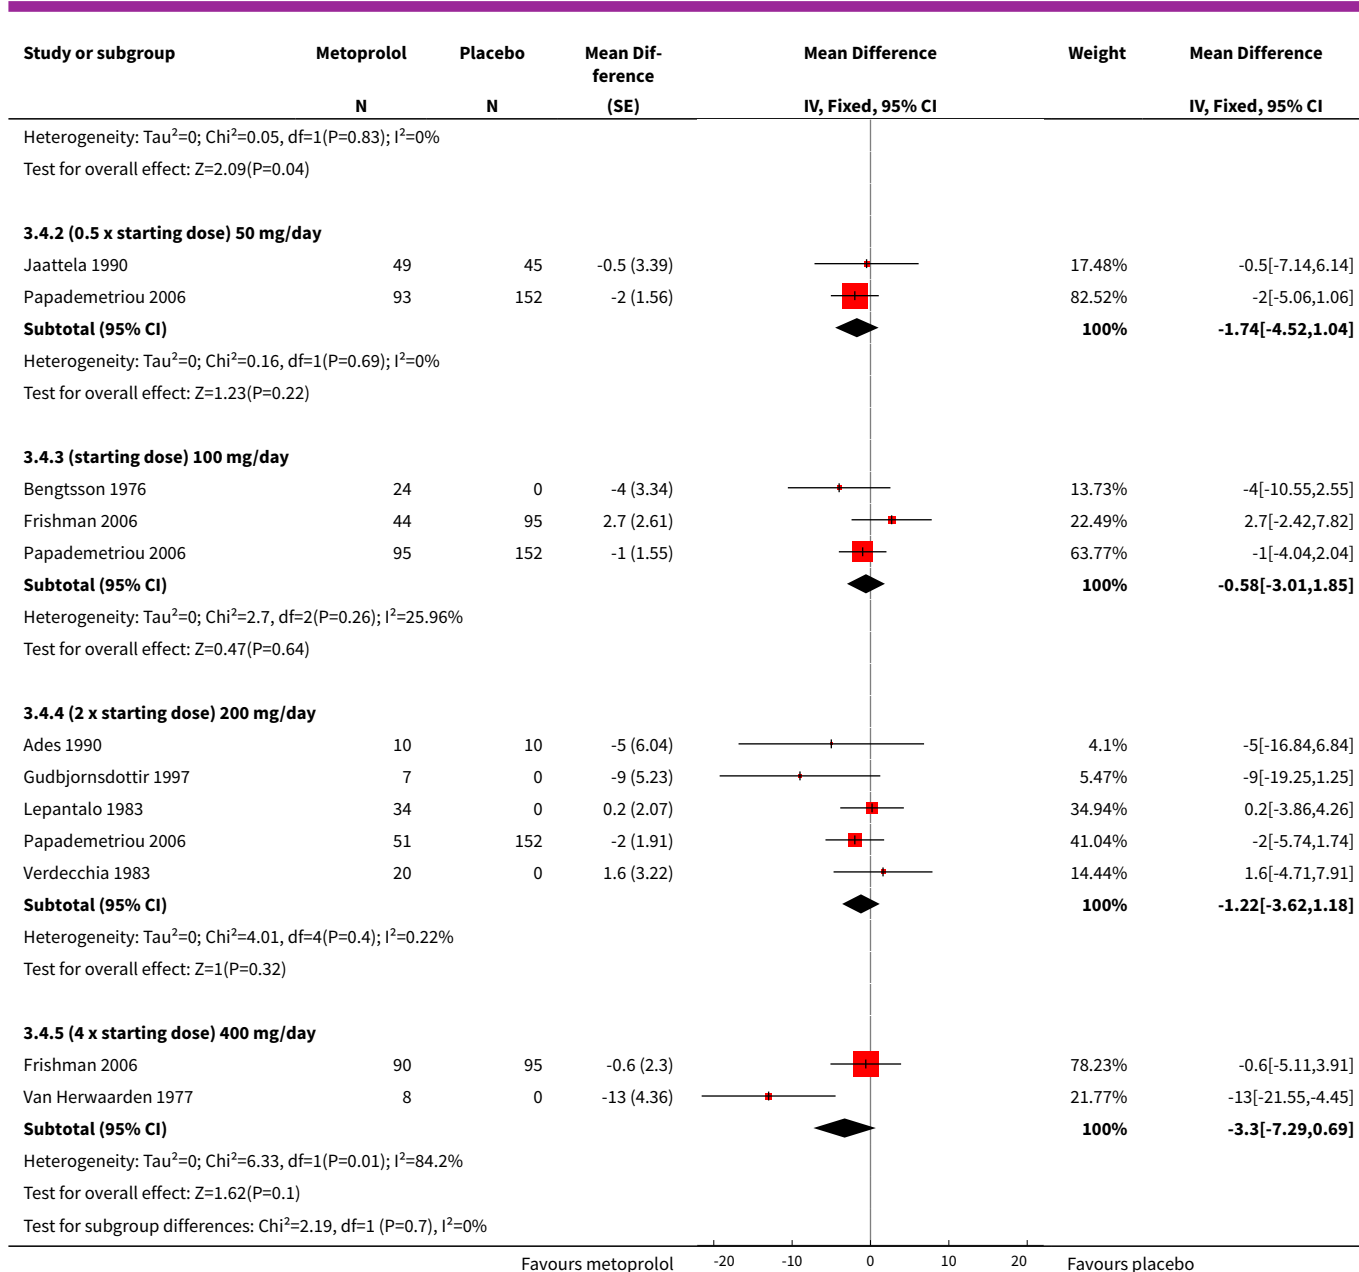 Study or subgroup Metoprolol Placebo Mean Dif- Mean Difference Weight Mean Difference
ference
N N (SE) IV, Fixed, 95% CI IV, Fixed, 95% CI
Heterogeneity: Tau²=0; Chi²=0.05, df=1(P=0.83); I²=0%
Test for overall effect: Z=2.09(P=0.04)
3.4.2 (0.5 x starting dose) 50 mg/day
Jaattela 1990 49 45 -0.5 (3.39) 17.48% -0.5[-7.14,6.14]
Papademetriou 2006 93 152 -2 (1.56) 82.52% -2[-5.06,1.06]
Subtotal (95% CI) 100% -1.74[-4.52,1.04]
Heterogeneity: Tau²=0; Chi²=0.16, df=1(P=0.69); I²=0%
Test for overall effect: Z=1.23(P=0.22)
3.4.3 (starting dose) 100 mg/day
Bengtsson 1976 24 0 -4 (3.34) 13.73% -4[-10.55,2.55]
Frishman 2006 44 95 2.7 (2.61) 22.49% 2.7[-2.42,7.82]
Papademetriou 2006 95 152 -1 (1.55) 63.77% -1[-4.04,2.04]
Subtotal (95% CI) 100% -0.58[-3.01,1.85]
Heterogeneity: Tau²=0; Chi²=2.7, df=2(P=0.26); I²=25.96%
Test for overall effect: Z=0.47(P=0.64)
3.4.4 (2 x starting dose) 200 mg/day
Ades 1990 10 10 -5 (6.04) 4.1% -5[-16.84,6.84]
Gudbjornsdottir 1997 7 0 -9 (5.23) 5.47% -9[-19.25,1.25]
Lepantalo 1983 34 0 0.2 (2.07) 34.94% 0.2[-3.86,4.26]
Papademetriou 2006 51 152 -2 (1.91) 41.04% -2[-5.74,1.74]
Verdecchia 1983 20 0 1.6 (3.22) 14.44% 1.6[-4.71,7.91]
Subtotal (95% CI) 100% -1.22[-3.62,1.18]
Heterogeneity: Tau²=0; Chi²=4.01, df=4(P=0.4); I²=0.22%
Test for overall effect: Z=1(P=0.32)
3.4.5 (4 x starting dose) 400 mg/day
Frishman 2006 90 95 -0.6 (2.3) 78.23% -0.6[-5.11,3.91]
Van Herwaarden 1977 8 0 -13 (4.36) 21.77% -13[-21.55,-4.45]
Subtotal (95% CI) 100% -3.3[-7.29,0.69]
Heterogeneity: Tau²=0; Chi²=6.33, df=1(P=0.01); I²=84.2%
Test for overall effect: Z=1.62(P=0.1)
Test for subgroup differences: Chi²=2.19, df=1 (P=0.7), I²=0%
Favours metoprolol -20 -10 0 10 20 Favours placebo